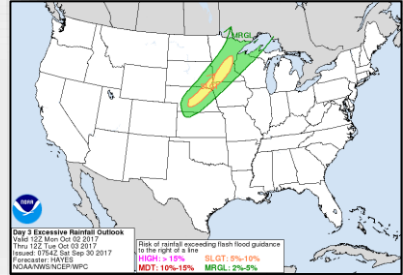 MRGL
SLGT
NOAA
Day 3 Excessive Rainfall Outlook
Valid 12Z Mon Oct 02 2017
Thru 12Z Tue Oct 03 2017
Issued: 0754Z Sat Sep 30 2017
Forecaster: HAYES
NOAA/NWS/NCEP/WPC
Risk of rainfall exceeding flash flood guidance
to the right of a line
HIGH: > 15% SLGT: 5%-10%
MDT: 10%-15% MRGL: 2%-5%